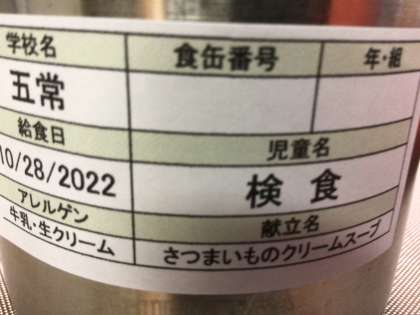 学校名 食缶番号 年・組
五常
給食日 児童名
10/28/2022 検食
アレルゲン 献立名
牛乳・生クリーム さつまいものクリームスープ